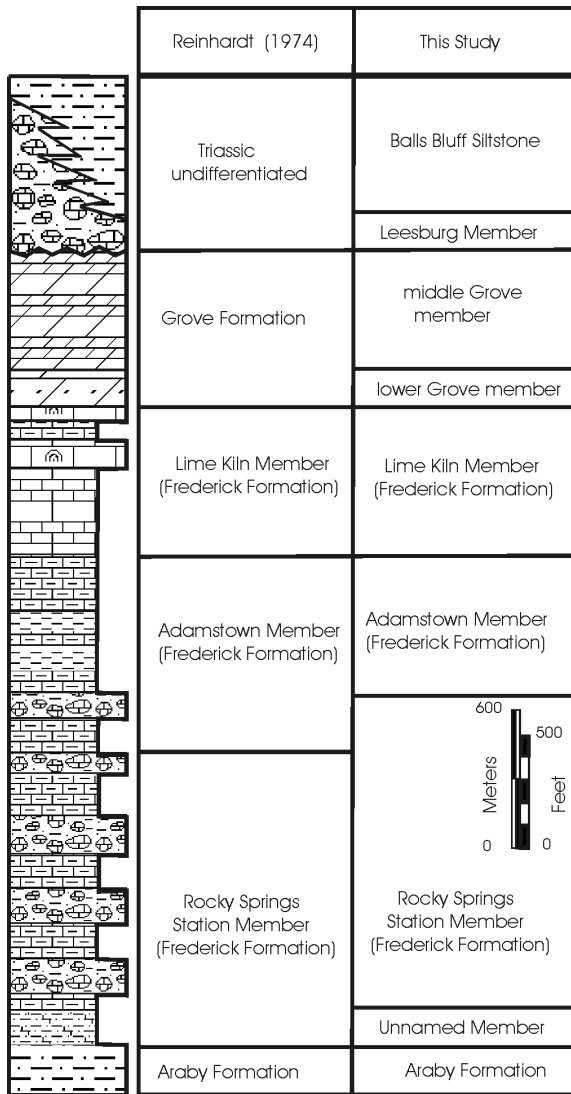 Reinhardt (1974)
This Study
Triassic
undifferentiated
Balls Bluff Siltstone
Leesburg Member
Grove Formation
middle Grove
member
lower Grove member
Lime Kiln Member
(Frederick Formation)
Lime Kiln Member
(Frederick Formation)
Adamstown Member
(Frederick Formation)
Adamstown Member
(Frederick Formation)
600
500
Meters
Feet
0
0
Rocky Springs
Station Member
(Frederick Formation)
Rocky Springs
Station Member
(Frederick Formation)
Unnamed Member
Araby Formation
Araby Formation